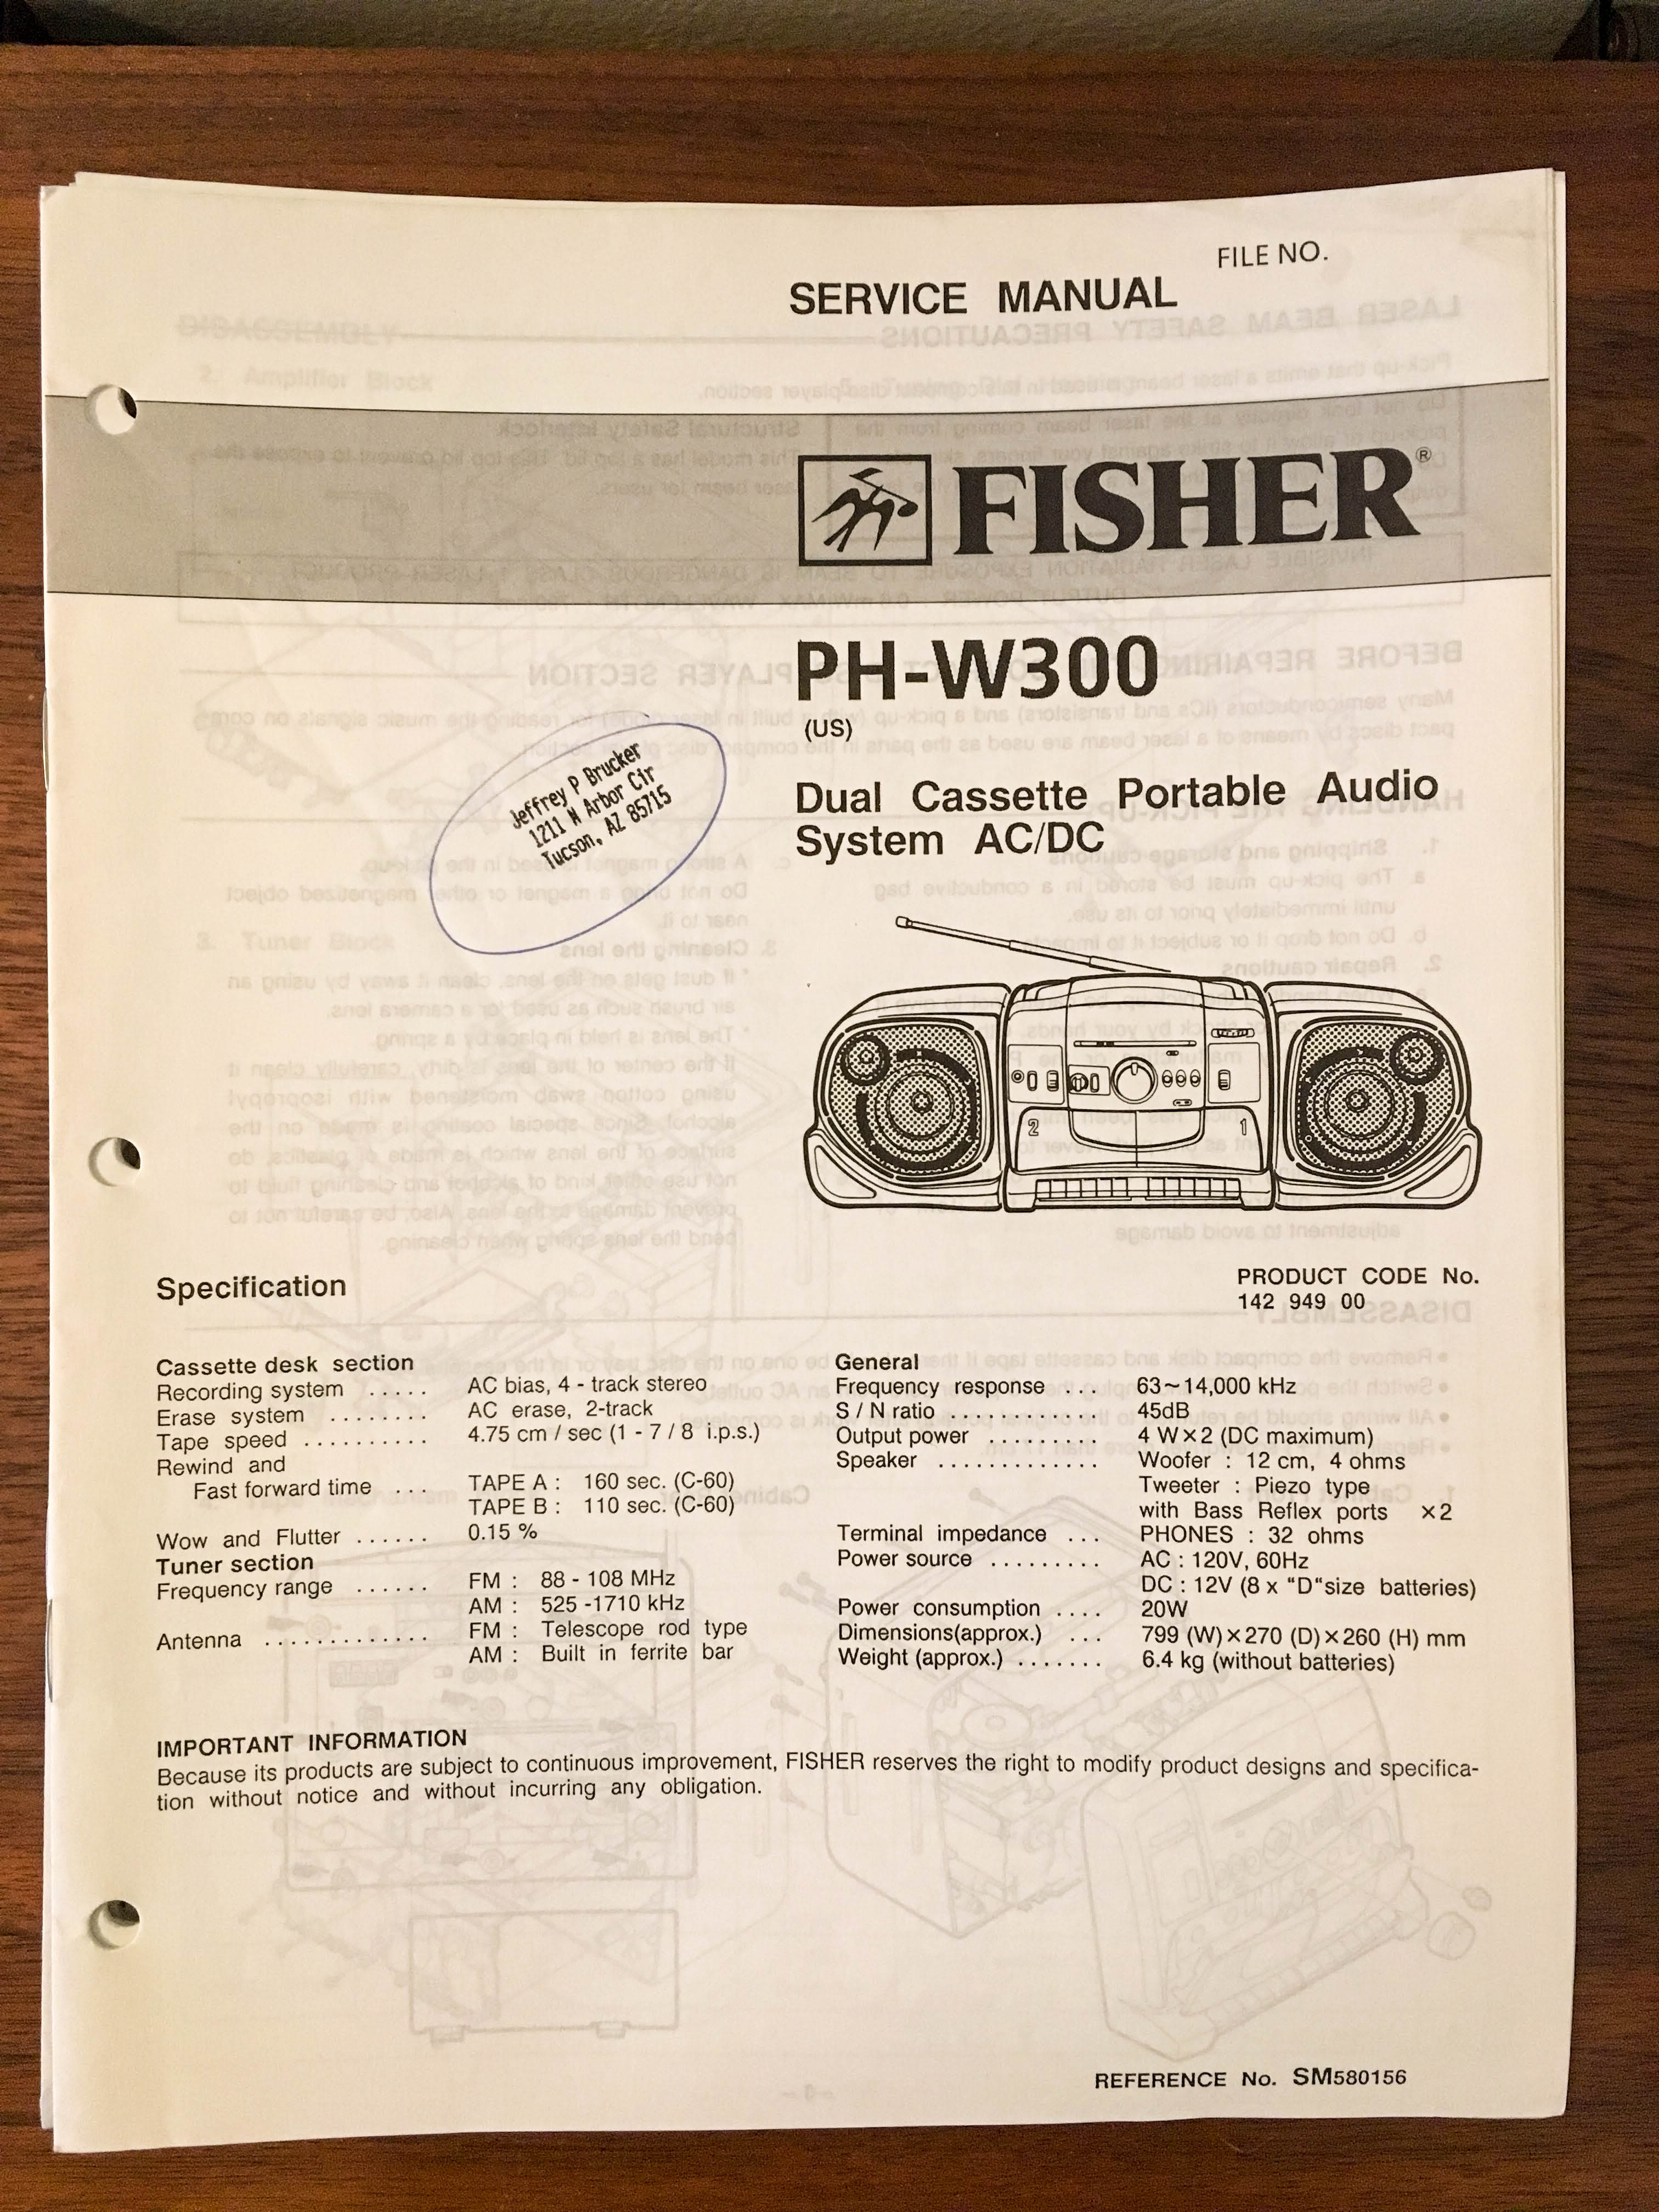 FILE NO.
SERVICE MANUAL
FISHER®
PH-W300
(US)
Jeffrey P Brucker
1211 N Arbor Cir
Tucson, AZ 85715
Dual Cassette Portable Audio
System AC/DC
2 1
Specification
PRODUCT CODE No.
142 949 00
Cassette desk section
Recording system ..... AC bias, 4 - track stereo
Erase system ........ AC erase, 2-track
Tape speed .......... 4.75 cm / sec (1 - 7 / 8 i.p.s.)
Rewind and
Fast forward time ... TAPE A : 160 sec. (C-60)
TAPE B : 110 sec. (C-60)
Wow and Flutter ...... 0.15 %
Tuner section
Frequency range ...... FM : 88 - 108 MHz
AM : 525 -1710 kHz
Antenna ............. FM : Telescope rod type
AM : Built in ferrite bar
General
Frequency response ... 63~14,000 kHz
S / N ratio ............ 45dB
Output power ......... 4 W×2 (DC maximum)
Speaker ............. Woofer : 12 cm, 4 ohms
Tweeter : Piezo type
with Bass Reflex ports ×2
Terminal impedance ... PHONES : 32 ohms
Power source ......... AC : 120V, 60Hz
DC : 12V (8 x "D"size batteries)
Power consumption .... 20W
Dimensions(approx.) ... 799 (W)×270 (D)×260 (H) mm
Weight (approx.) ....... 6.4 kg (without batteries)
IMPORTANT INFORMATION
Because its products are subject to continuous improvement, FISHER reserves the right to modify product designs and specifica-
tion without notice and without incurring any obligation.
REFERENCE No. SM580156